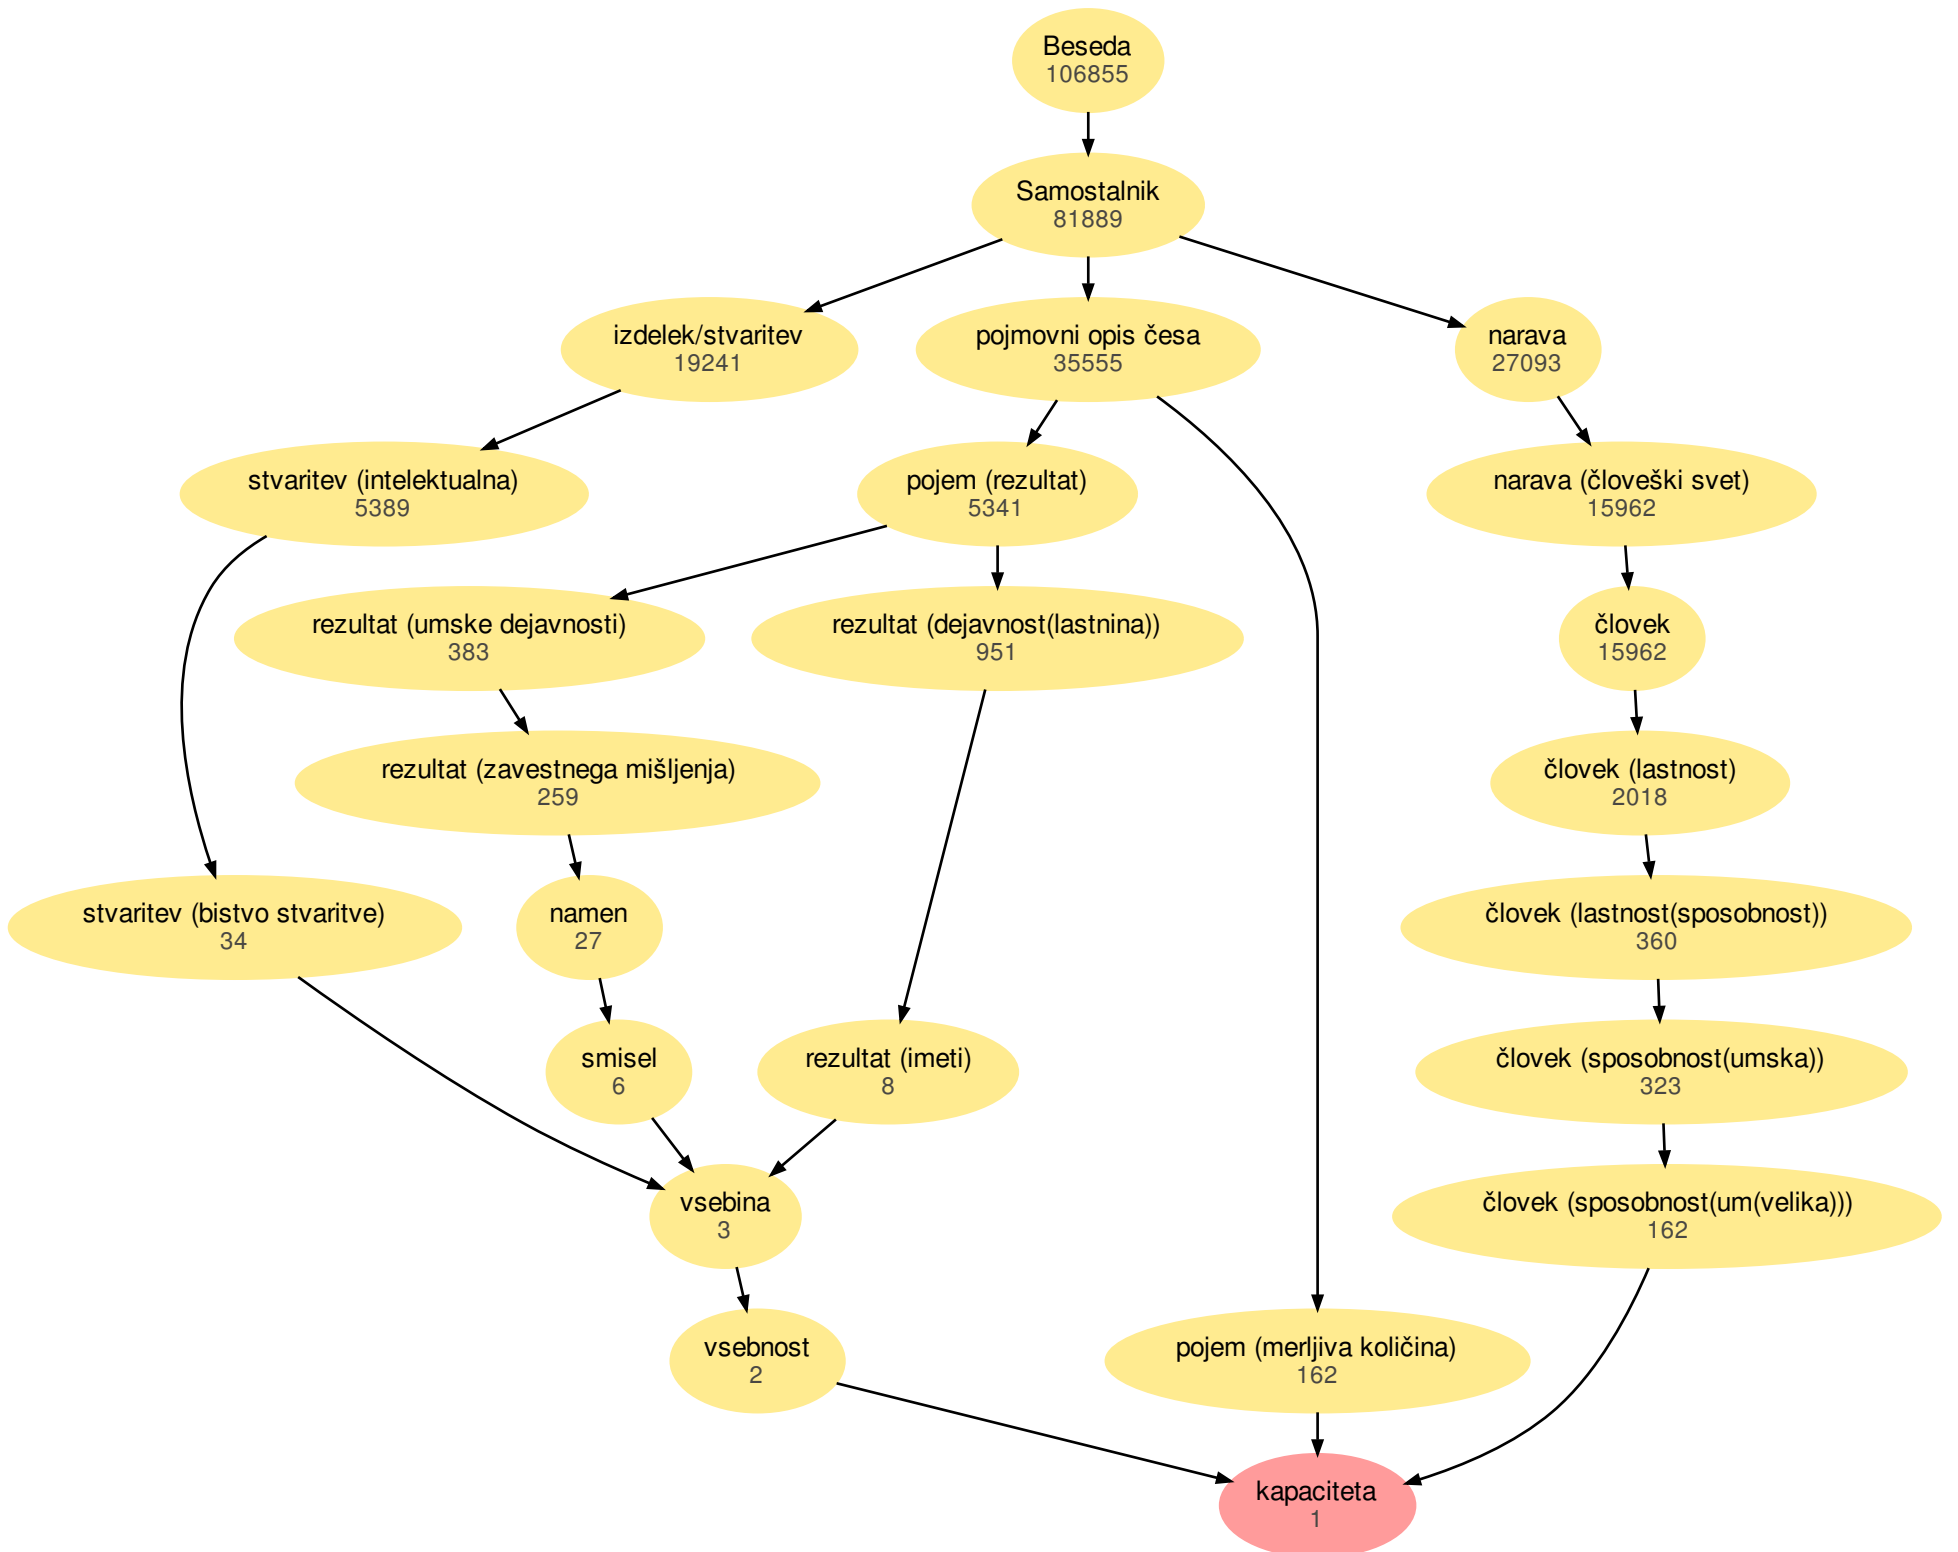 Beseda
106855
Samostalnik
81889
izdelek/stvaritev
19241
pojmovni opis česa
35555
narava
27093
stvaritev (intelektualna)
5389
pojem (rezultat)
5341
narava (človeški svet)
15962
rezultat (umske dejavnosti)
383
rezultat (dejavnost(lastnina))
951
človek
15962
rezultat (zavestnega mišljenja)
259
človek (lastnost)
2018
stvaritev (bistvo stvaritve)
34
namen
27
človek (lastnost(sposobnost))
360
smisel
6
rezultat (imeti)
8
človek (sposobnost(umska))
323
vsebina
3
človek (sposobnost(um(velika)))
162
vsebnost
2
pojem (merljiva količina)
162
kapaciteta
1